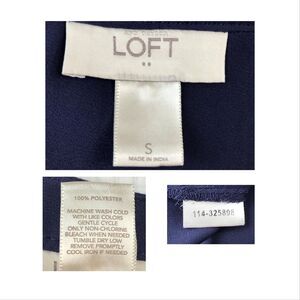 LOFT
S
MADE IN INDIA
100% POLYESTER
MACHINE WASH COLD
WITH LIKE COLORS
GENTLE CYCLE
ONLY NON-CHLORINE
BLEACH WHEN NEEDED
TUMBLE DRY LOW
REMOVE PROMPTLY
COOL IRON IF NEEDED
114-325898